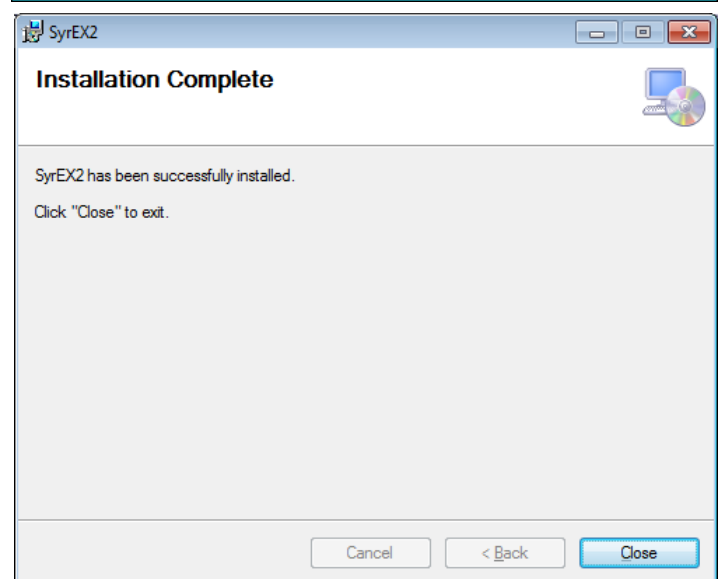 SyrEX2
Installation Complete
SyrEX2 has been successfully installed.
Click "Close" to exit.
Cancel
< Back
Close